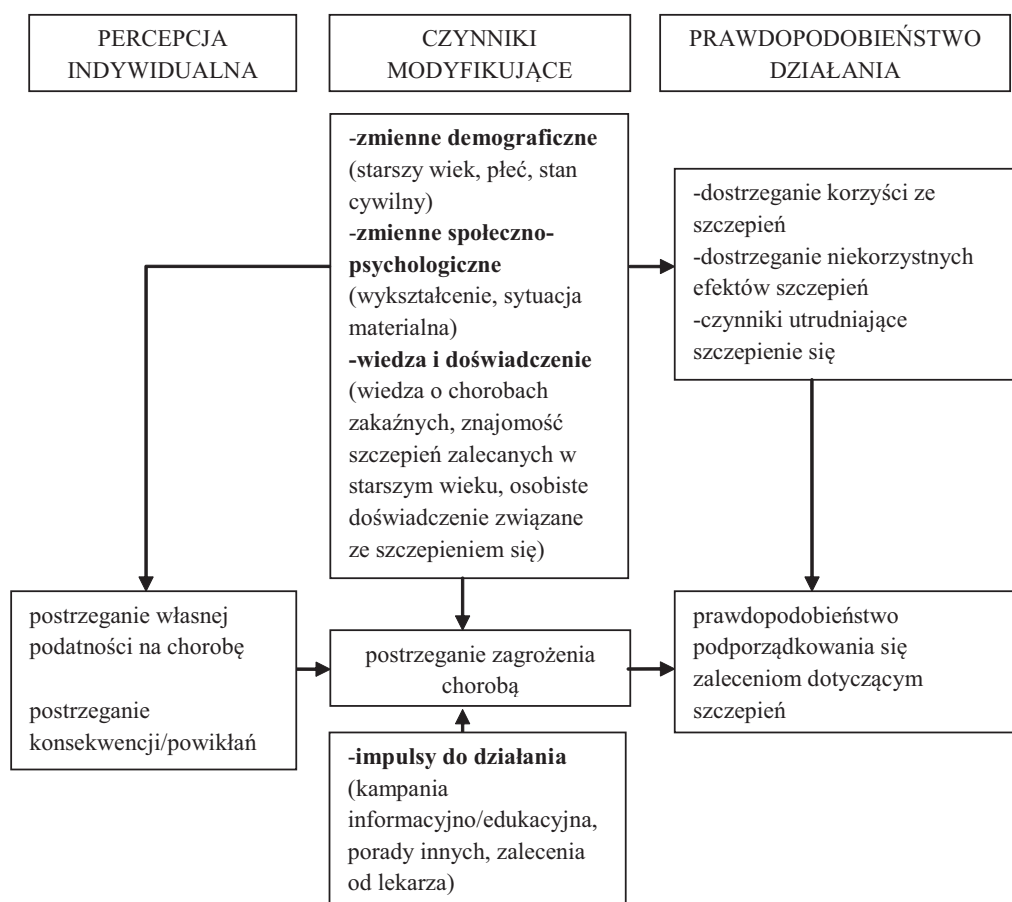 PERCEPCJA
INDYWIDUALNA
CZYNNIKI
MODYFIKUJĄCE
PRAWDOPODOBIEŃSTWO
DZIAŁANIA
-zmienne demograficzne
(starszy wiek, płeć, stan
cywilny)
-zmienne społeczno-
psychologiczne
(wykształcenie, sytuacja
materialna)
-wiedza i doświadczenie
(wiedza o chorobach
zakaźnych, znajomość
szczepień zalecanych w
starszym wieku, osobiste
doświadczenie związane
ze szczepieniem się)
-dostrzeganie korzyści ze
szczepień
-dostrzeganie niekorzystnych
efektów szczepień
-czynniki utrudniające
szczepienie się
postrzeganie własnej
podatności na chorobę
postrzeganie
konsekwencji/powikłań
postrzeganie zagrożenia
chorobą
prawdopodobieństwo
podporządkowania się
zaleceniom dotyczącym
szczepień
-impulsy do działania
(kampania
informacyjno/edukacyjna,
porady innych, zalecenia
od lekarza)